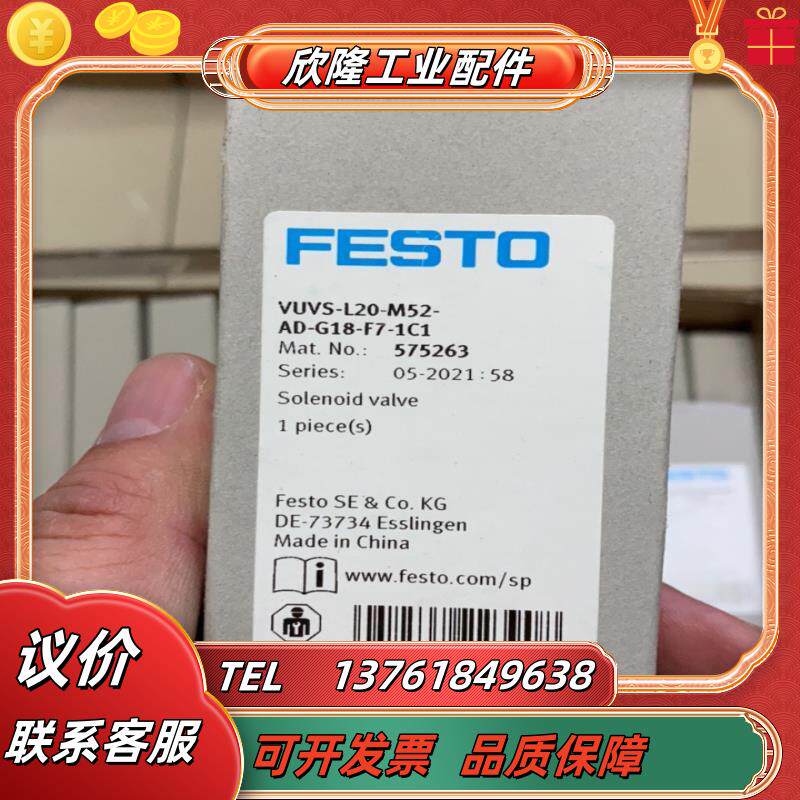 欣隆工业配件
FESTO
VUVS-L20-M52-
AD-G18-F7-1C1
Mat. No.: 575263
Series: 05-2021:58
Solenoid valve
1 piece(s)
Festo SE & Co. KG
DE-73734 Esslingen
Made in China
www.festo.com/sp
FESTO
议价
TEL 13761849638
联系客服
可开发票 品质保障